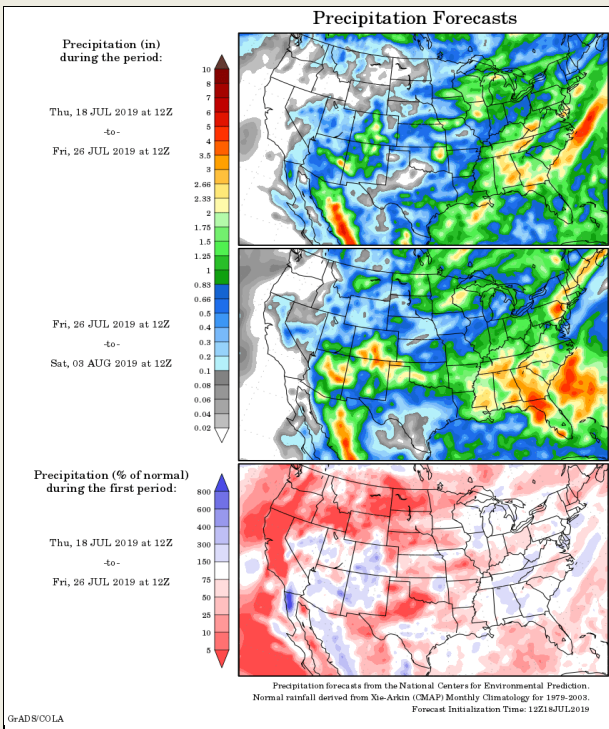 Precipitation Forecasts
Precipitation (in)
during the period:
Thu, 18 JUL 2019 at 12Z
-to-
Fri, 26 JUL 2019 at 12Z
10
8
7
6
5
4
3.5
3
2.66
2.33
2
1.75
1.5
1.25
1
0.83
0.66
0.5
0.4
0.3
0.2
0.1
0.08
0.06
0.04
0.02
Fri, 26 JUL 2019 at 12Z
-to-
Sat, 03 AUG 2019 at 12Z
Precipitation (% of normal)
during the first period:
Thu, 18 JUL 2019 at 12Z
-to-
Fri, 26 JUL 2019 at 12Z
800
600
400
300
150
75
50
25
10
5
Precipitation forecasts from the National Centers for Environmental Prediction.
Normal rainfall derived from Xie-Arkin (CMAP) Monthly Climatology for 1979-2003.
Forecast Initialization Time: 12Z18JUL2019
GrADS/COLA